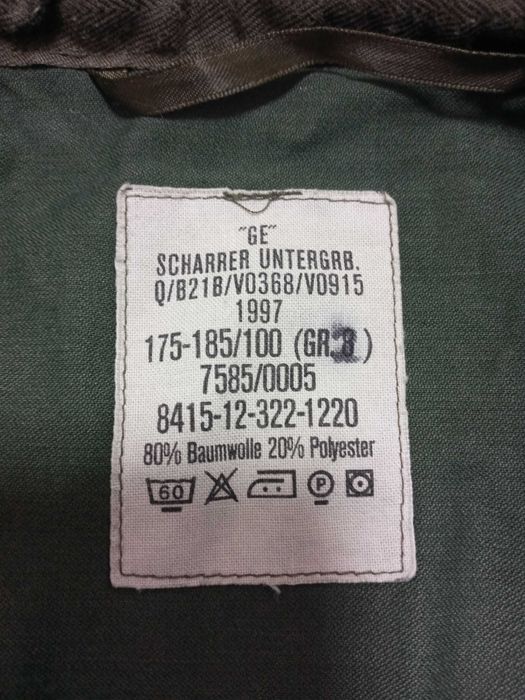 "GE"
SCHARRER UNTERGRB.
Q/B21B/V0368/V0915
1997
175-185/100 (GR.8)
7585/0005
8415-12-322-1220
80% Baumwolle 20% Polyester
60 P